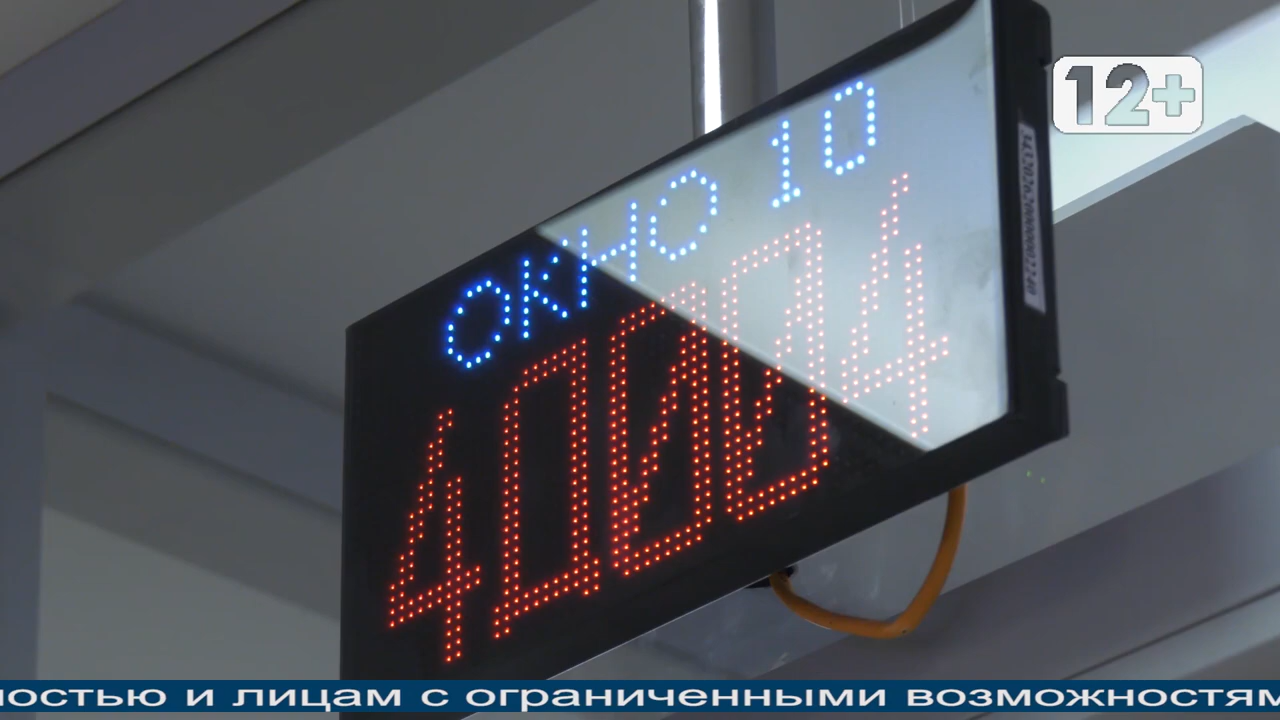 12+
ОКНО 10
4Д004
ностью и лицам с ограниченными возможностям